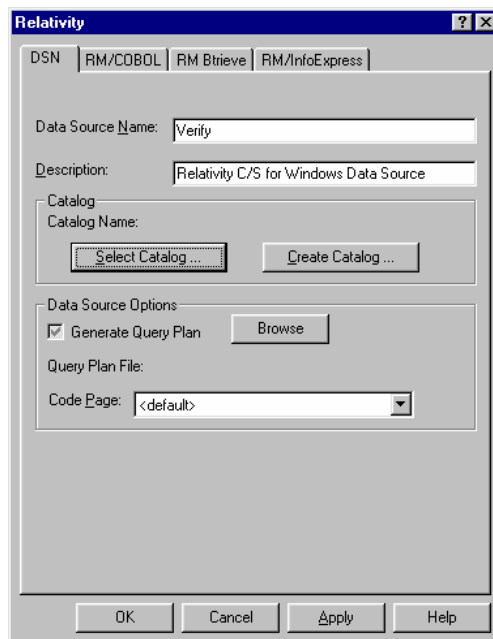 Relativity
DSN RM/COBOL RM Btrieve RM/InfoExpress
Data Source Name: Verify
Description: Relativity C/S for Windows Data Source
Catalog
Catalog Name:
Select Catalog ... Create Catalog ...
Data Source Options
Generate Query Plan Browse
Query Plan File:
Code Page: <default>
OK Cancel Apply Help